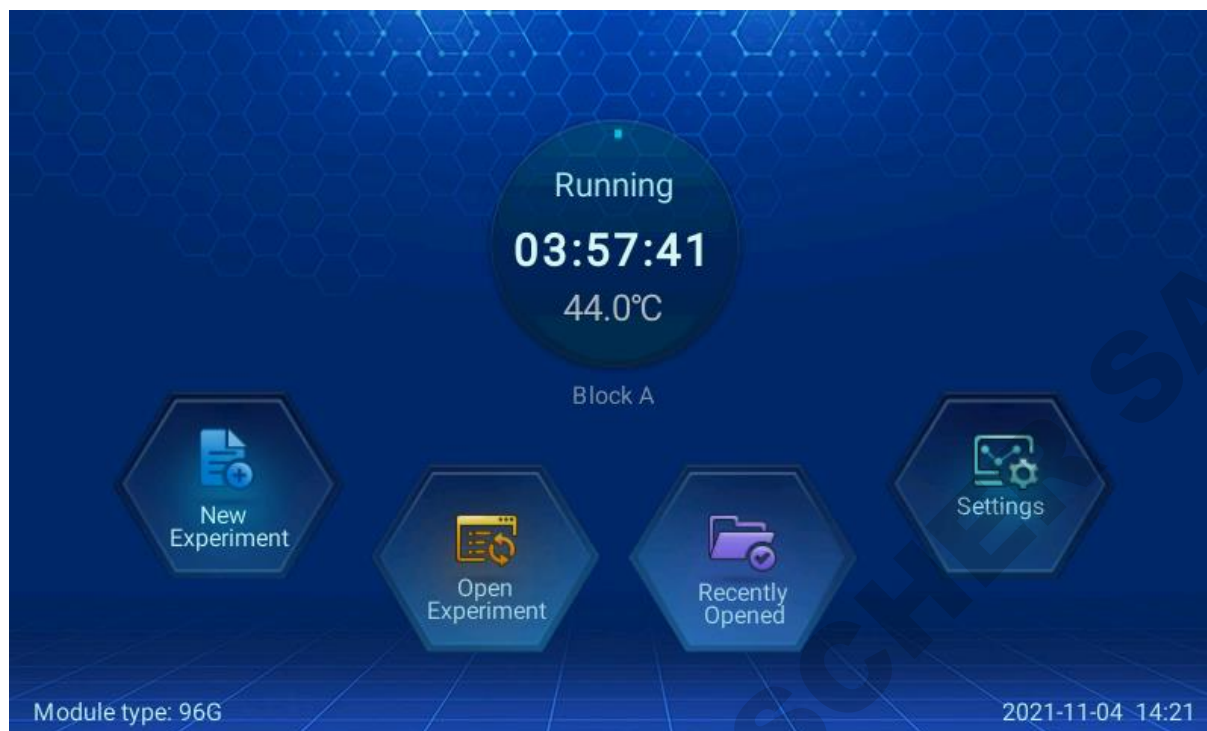 Running
03:57:41
44.0℃
Block A
New
Experiment
Open
Experiment
Recently
Opened
Settings
Module type: 96G
2021-11-04 14:21